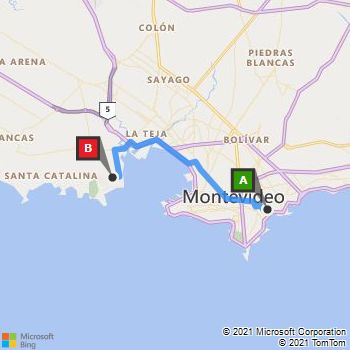 COLÓN
PIEDRAS
BLANCAS
A ARENA
SAYAGO
5
NCAS
LA TEJA
BOLÍVAR
B
SANTA CATALINA
A
Montevideo
Microsoft
Bing
© 2021 Microsoft Corporation
© 2021 TomTom